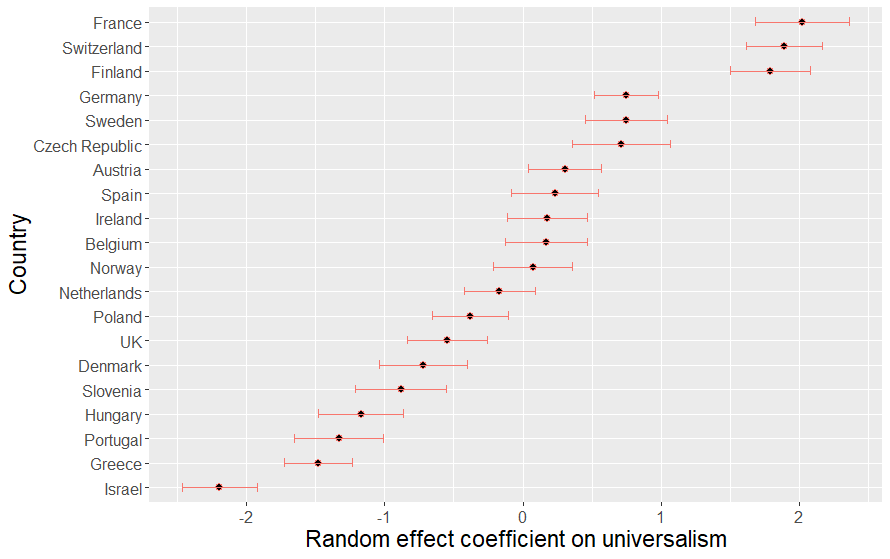 France
Switzerland
Finland
Germany
Sweden
Czech Republic
Austria
Spain
Ireland
Belgium
Norway
Netherlands
Poland
UK
Denmark
Slovenia
Hungary
Portugal
Greece
Israel
Country
-2 -1 0 1 2
Random effect coefficient on universalism